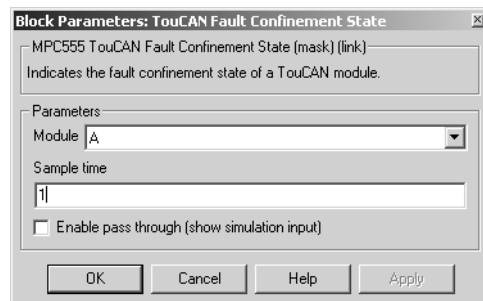 Block Parameters: TouCAN Fault Confinement State
MPC555 TouCAN Fault Confinement State (mask) (link)
Indicates the fault confinement state of a TouCAN module.
Parameters
Module A
Sample time
1
Enable pass through (show simulation input)
OK Cancel Help Apply